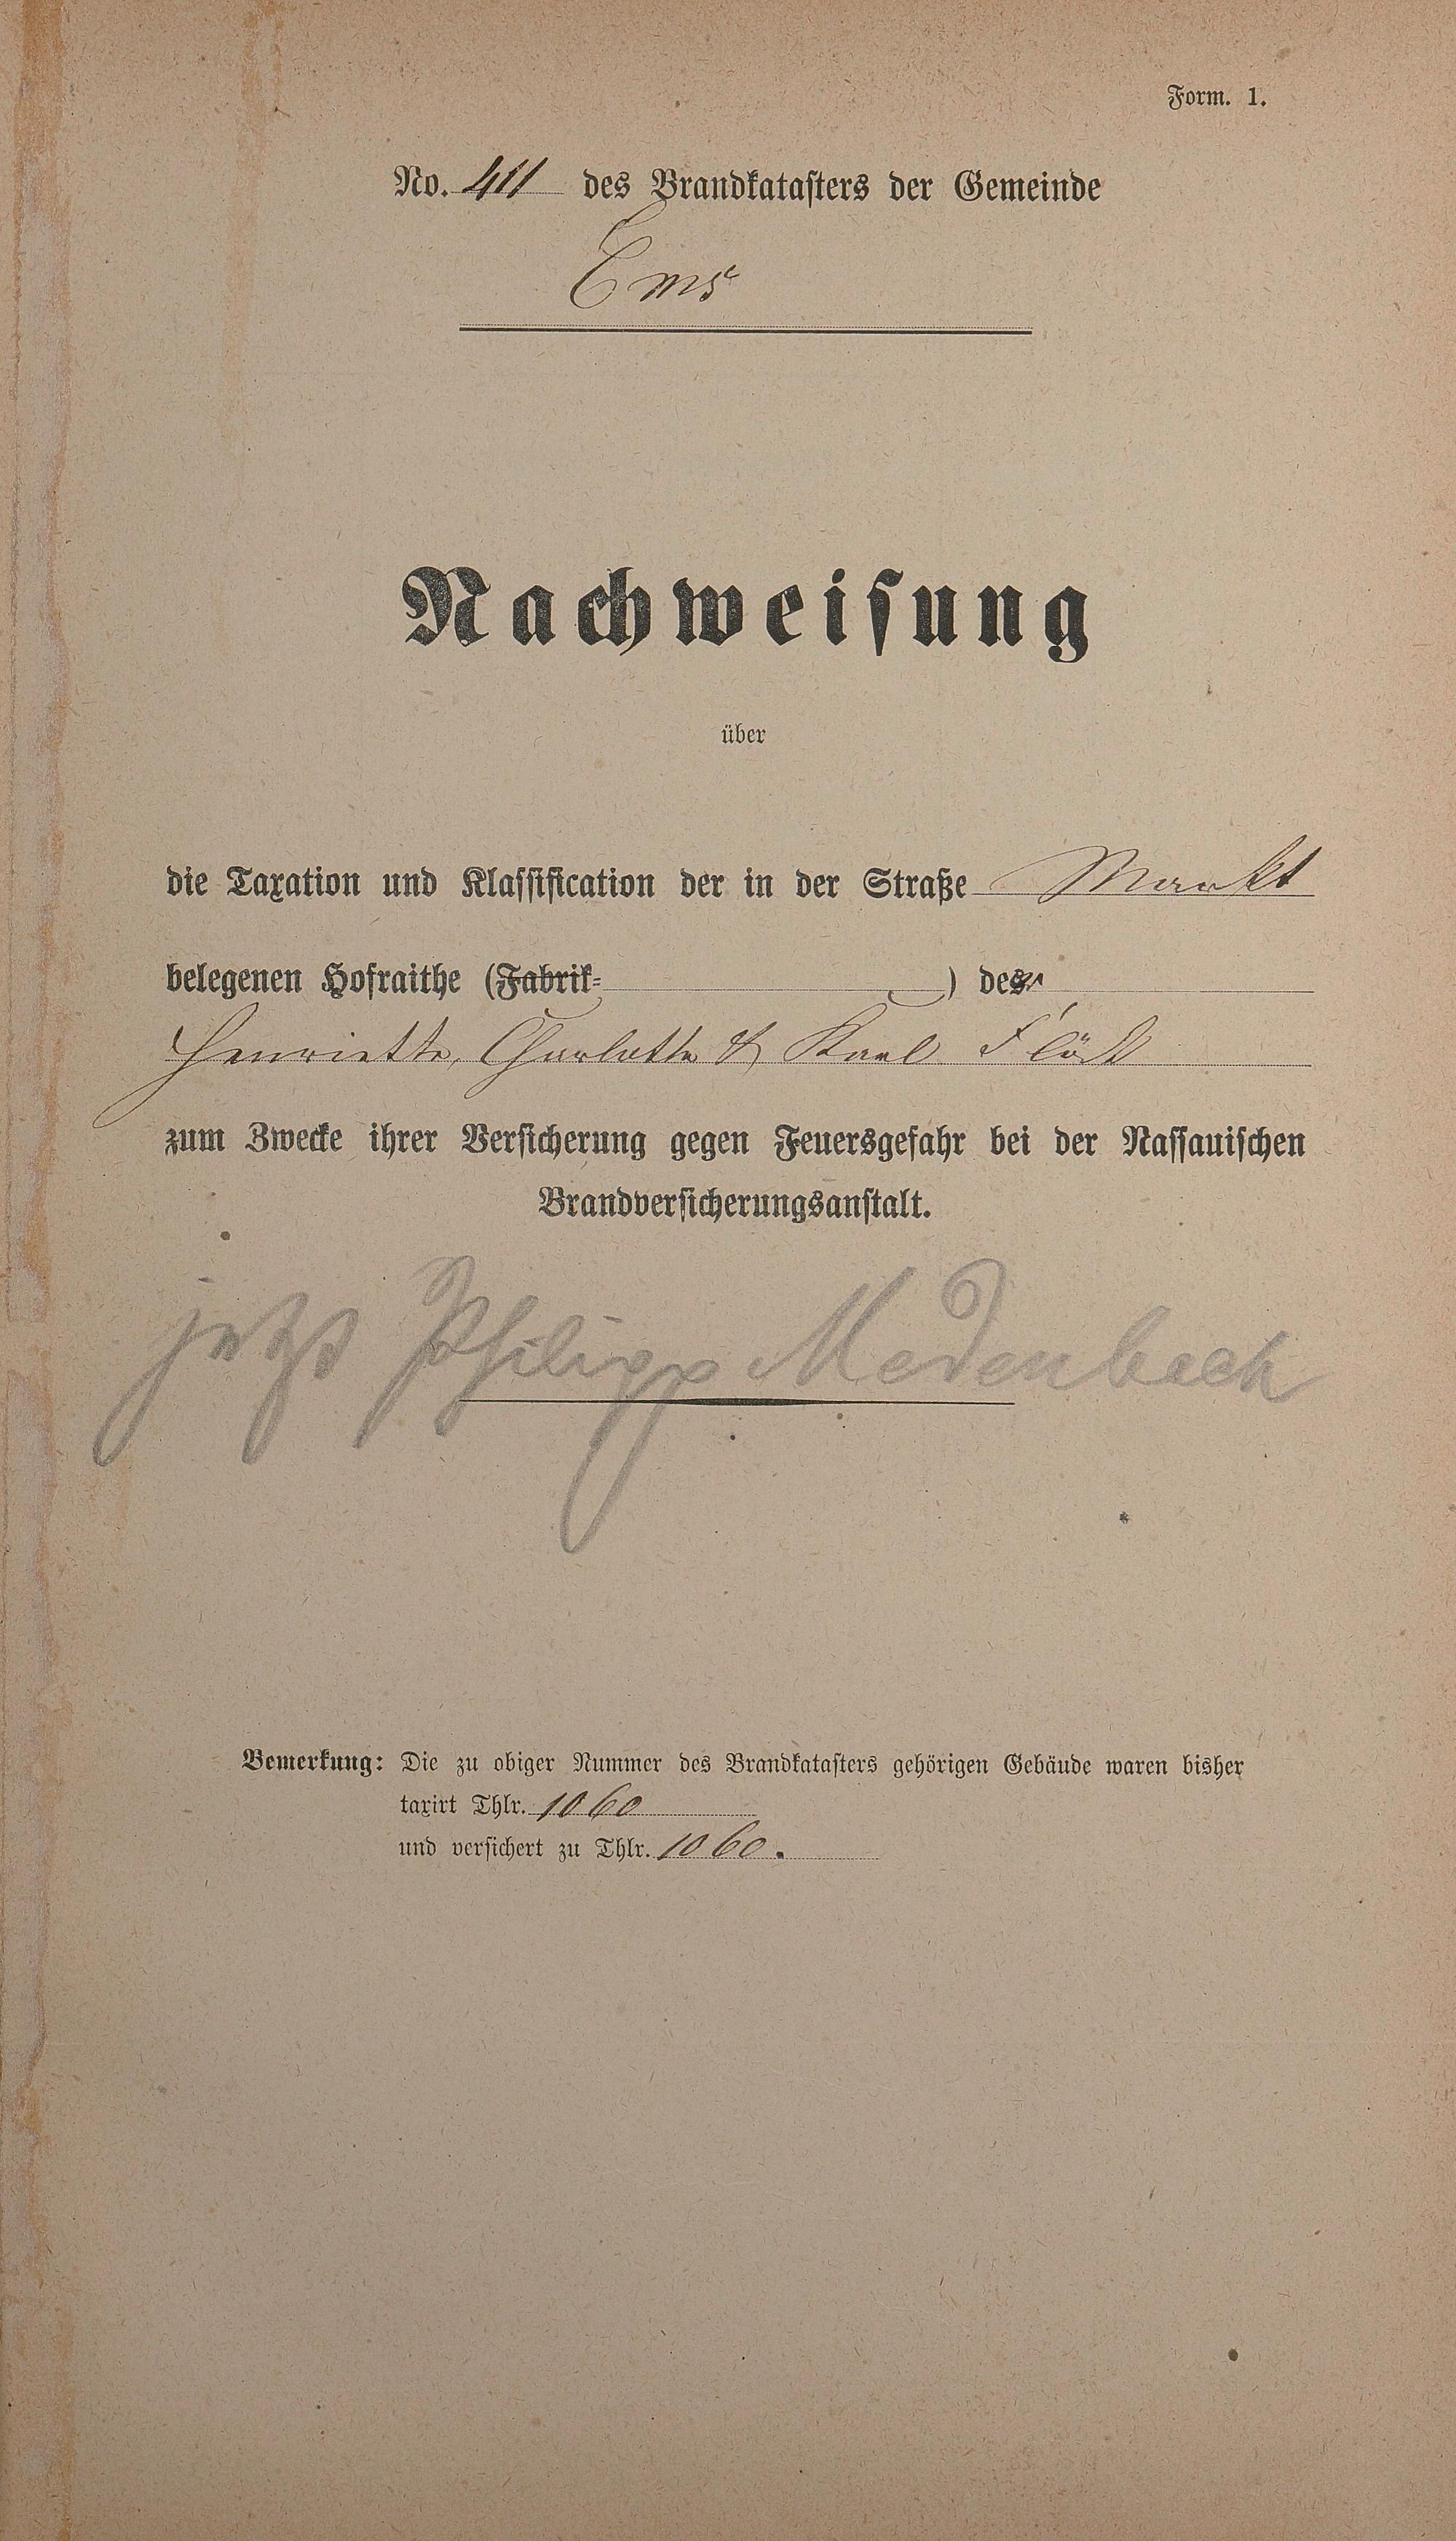 Form. 1.
No. 411 des Brandkatasters der Gemeinde
Ems
Nachweisung
über
die Taxation und Klassification der in der Straße Markt
belegenen Hofraithe (Fabrik- ) der
Henriette, Charlotte & Karl Flöck
zum Zwecke ihrer Versicherung gegen Feuersgefahr bei der Nassauischen
Brandversicherungsanstalt.
jetzt Philipp Medenbach
Bemerkung: Die zu obiger Nummer des Brandkatasters gehörigen Gebäude waren bisher
taxirt Thlr. 1060
und versichert zu Thlr. 1060.